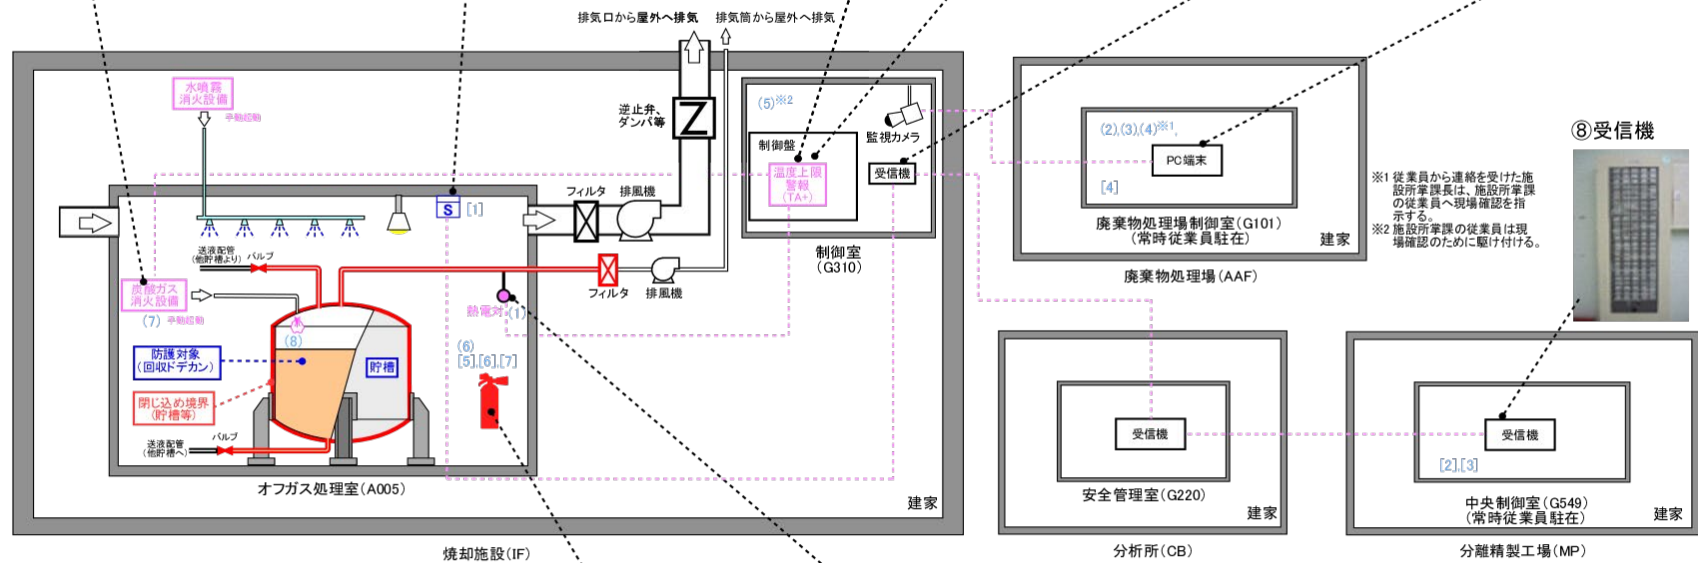 排気口から屋外へ排気
排気筒から屋外へ排気
水噴霧
消火設備
手動起動
逆止弁、
ダンパ等
(5)※2
監視カメラ
制御盤
温度上限
警報
(TA+)
受信機
制御室
(G310)
フィルタ
排風機
S
[1]
送液配管
(他貯槽より)
バルブ
炭酸ガス
消火設備
(7)
手動起動
(8)
フィルタ
排風機
熱電対
(1)
防護対象
(回収ドデカン)
貯槽
(6)
[5],[6],[7]
閉じ込め境界
(貯槽等)
送液配管
(他貯槽へ)
バルブ
オフガス処理室(A005)
建家
焼却施設(IF)
(2),(3),(4)※1,
PC端末
[4]
廃棄物処理場制御室(G101)
(常時従業員駐在)
建家
廃棄物処理場(AAF)
⑧受信機
※1 従業員から連絡を受けた施
設所掌課長は、施設所掌課
の従業員へ現場確認を指
示する。
※2 施設所掌課の従業員は現
場確認のために駆け付ける。
受信機
安全管理室(G220)
建家
分析所(CB)
受信機
[2],[3]
中央制御室(G549)
(常時従業員駐在)
建家
分離精製工場(MP)